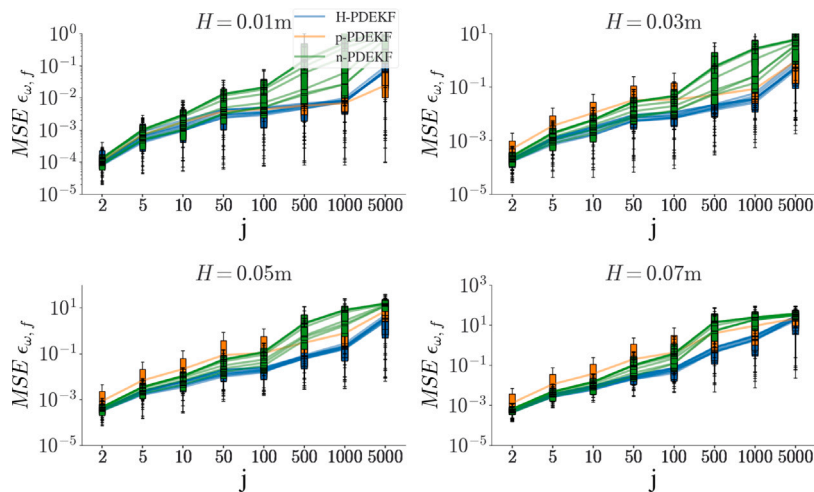 H = 0.01m
H = 0.03m
H-PDEKF
p-PDEKF
n-PDEKF
MSE ϵω, f
10^0
10^-1
10^-2
10^-3
10^-4
10^-5
2 5 10 50 100 500 1000 5000
j
MSE ϵω, f
10^1
10^-1
10^-3
10^-5
2 5 10 50 100 500 1000 5000
j
H = 0.05m
H = 0.07m
MSE ϵω, f
10^1
10^-1
10^-3
10^-5
2 5 10 50 100 500 1000 5000
j
MSE ϵω, f
10^3
10^1
10^-1
10^-3
10^-5
2 5 10 50 100 500 1000 5000
j